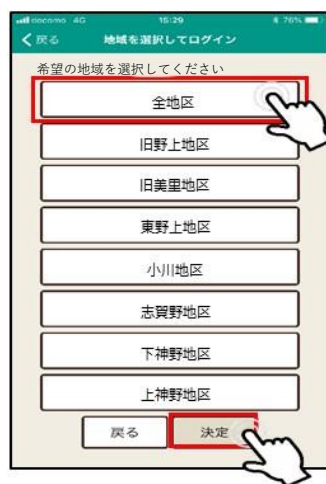 docomo 4G 15:29 76%
戻る 地域を選択してログイン
希望の地域を選択してください
全地区
旧野上地区
旧美里地区
東野上地区
小川地区
志賀野地区
下神野地区
上神野地区
戻る 決定